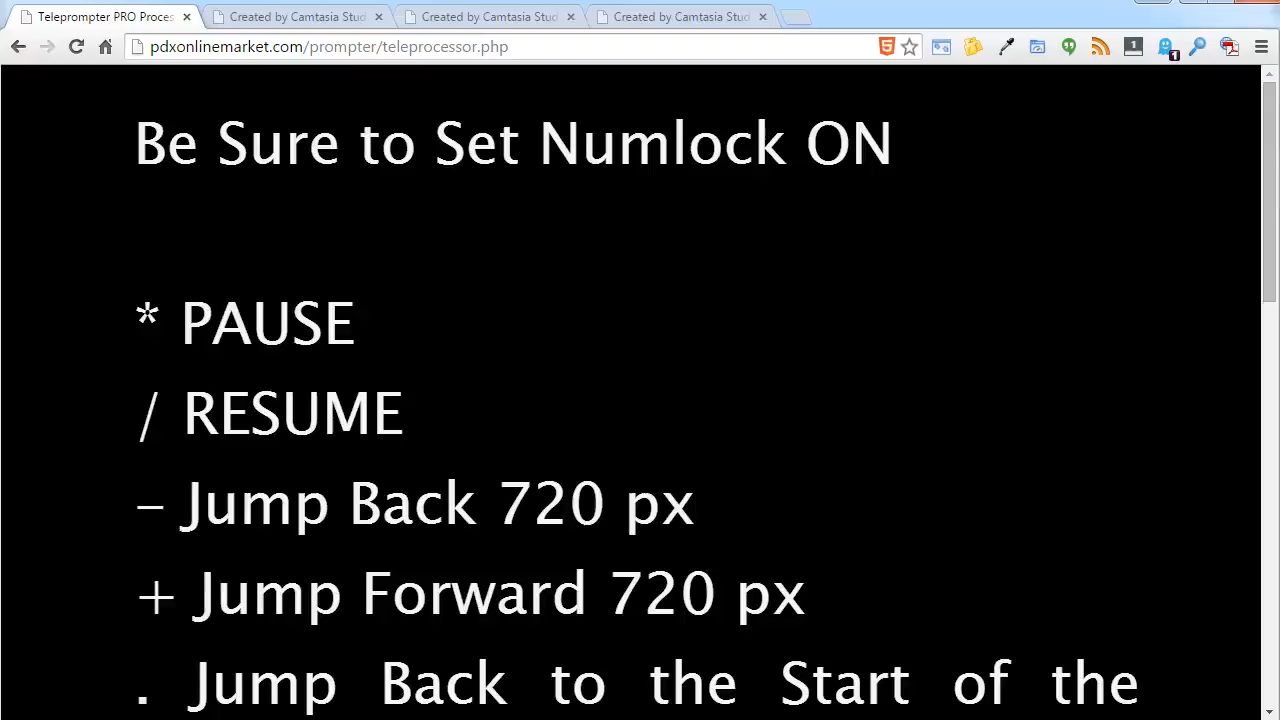 Teleprompter PRO Proces
Created by Camtasia Stud
Created by Camtasia Stud
Created by Camtasia Stud
pdxonlinemarket.com/prompter/teleprocessor.php
1
1
Be Sure to Set Numlock ON
* PAUSE
/ RESUME
- Jump Back 720 px
+ Jump Forward 720 px
. Jump Back to the Start of the